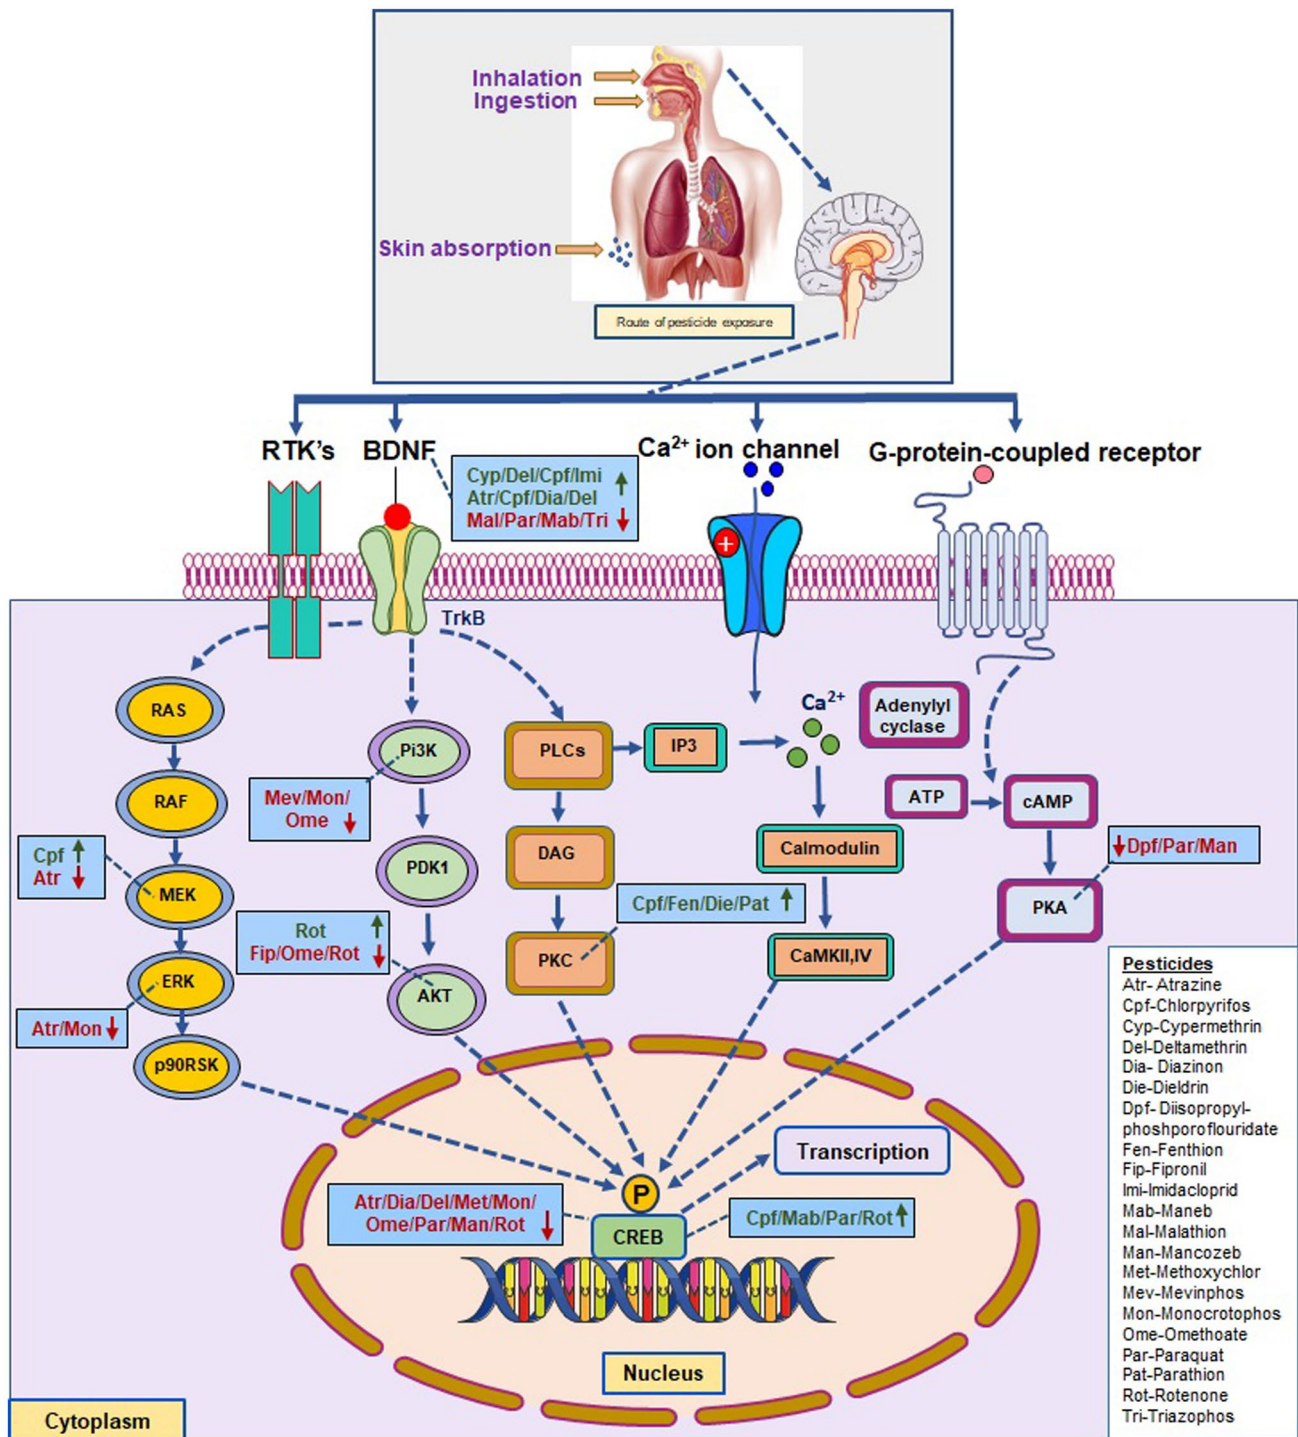 Inhalation
Ingestion
Skin absorption
Route of pesticide exposure
RTK's
BDNF
Ca²⁺ ion channel
G-protein-coupled receptor
Cyp/Del/Cpf/Imi
Atr/Cpf/Dia/Del
Mal/Par/Mab/Tri
+
TrkB
RAS
RAF
MEK
ERK
p90RSK
Cpf
Atr
Atr/Mon
Pi3K
Mev/Mon/
Ome
PDK1
Rot
Fip/Ome/Rot
AKT
PLCs
IP3
DAG
PKC
Cpf/Fen/Die/Pat
Ca²⁺
Calmodulin
CaMKII,IV
Adenylyl
cyclase
ATP
cAMP
Dpf/Par/Man
PKA
Transcription
P
CREB
Atr/Dia/Del/Met/Mon/
Ome/Par/Man/Rot
Cpf/Mab/Par/Rot
Nucleus
Cytoplasm
Pesticides
Atr- Atrazine
Cpf-Chlorpyrifos
Cyp-Cypermethrin
Del-Deltamethrin
Dia- Diazinon
Die-Dieldrin
Dpf- Diisopropyl-
phoshporoflouridate
Fen-Fenthion
Fip-Fipronil
Imi-Imidacloprid
Mab-Maneb
Mal-Malathion
Man-Mancozeb
Met-Methoxychlor
Mev-Mevinphos
Mon-Monocrotophos
Ome-Omethoate
Par-Paraquat
Pat-Parathion
Rot-Rotenone
Tri-Triazophos